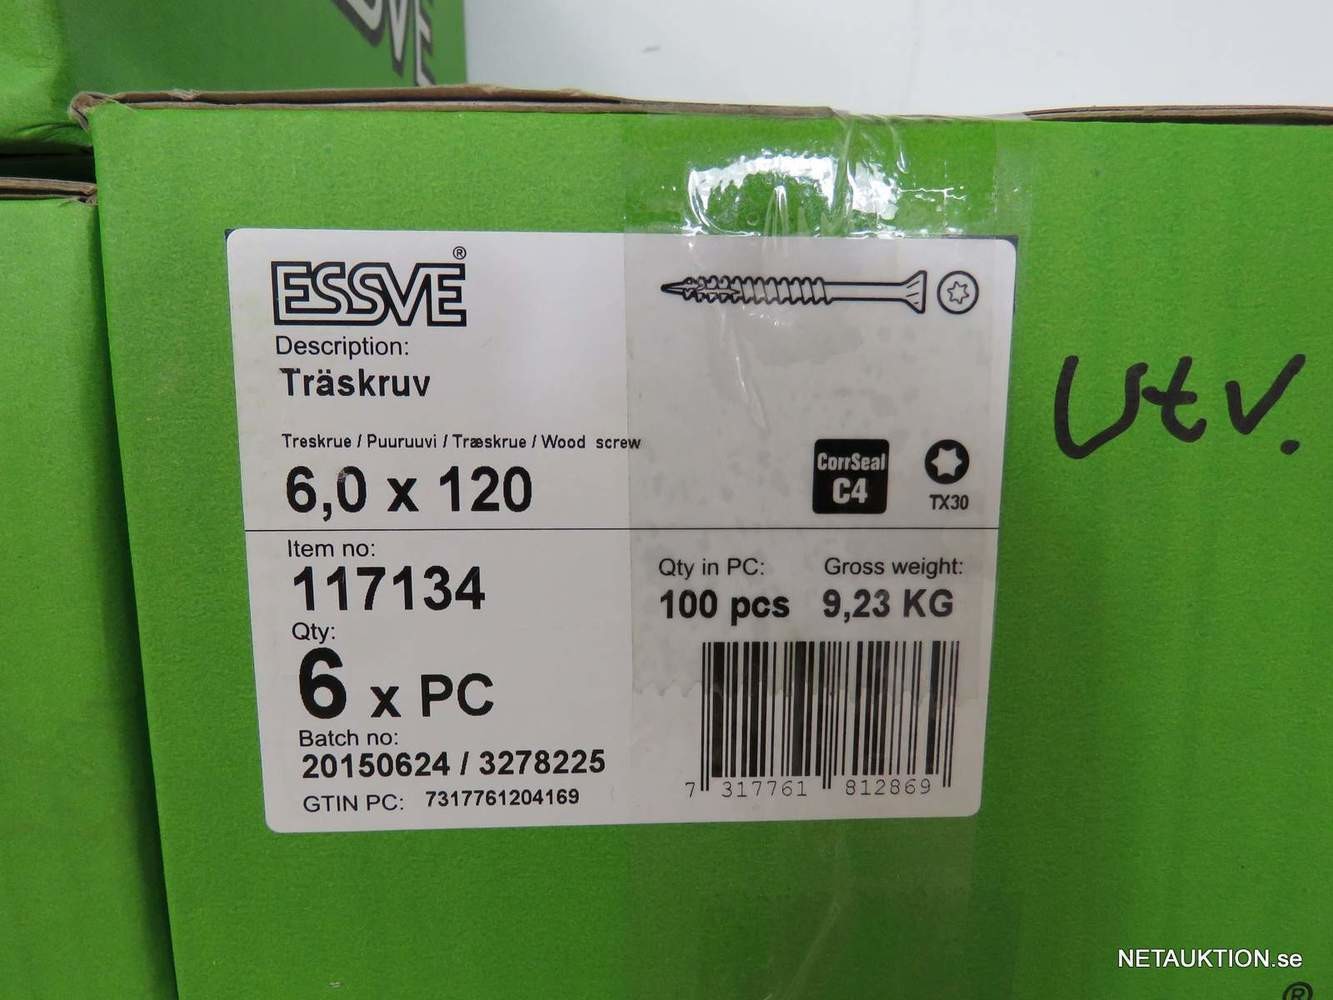 ESSVE®
Description:
Träskruv
Treskrue / Puuruuvi / Træskrue / Wood screw
6,0 x 120
CorrSeal
C4
TX30
Item no:
117134
Qty in PC:
100 pcs
Gross weight:
9,23 KG
Qty:
6 x PC
Batch no:
20150624 / 3278225
GTIN PC: 7317761204169
7 317761 812869
Utv.
NETAUKTION.se
®